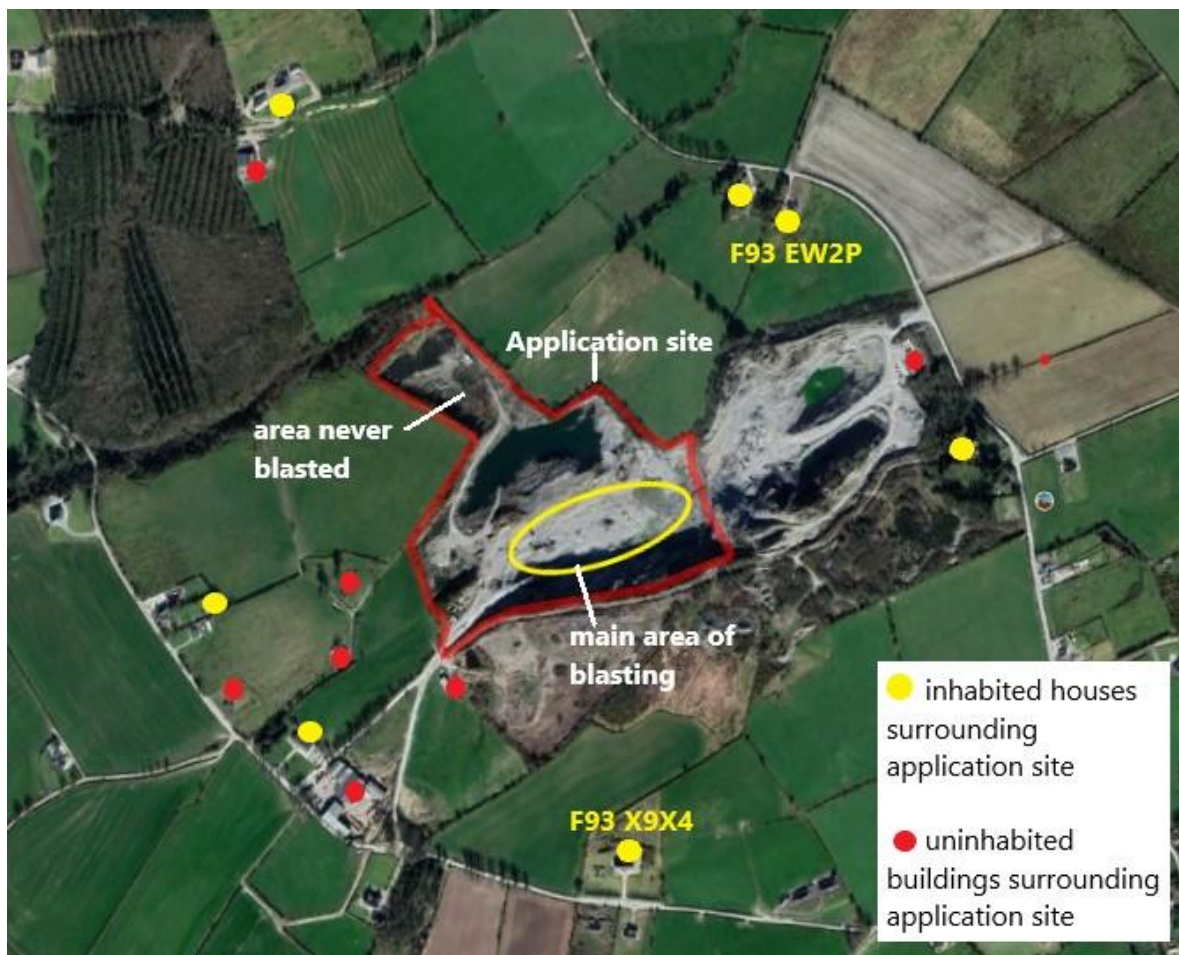 F93 EW2P
Application site
area never
blasted
main area of
blasting
inhabited houses
surrounding
application site
F93 X9X4
uninhabited
buildings surrounding
application site